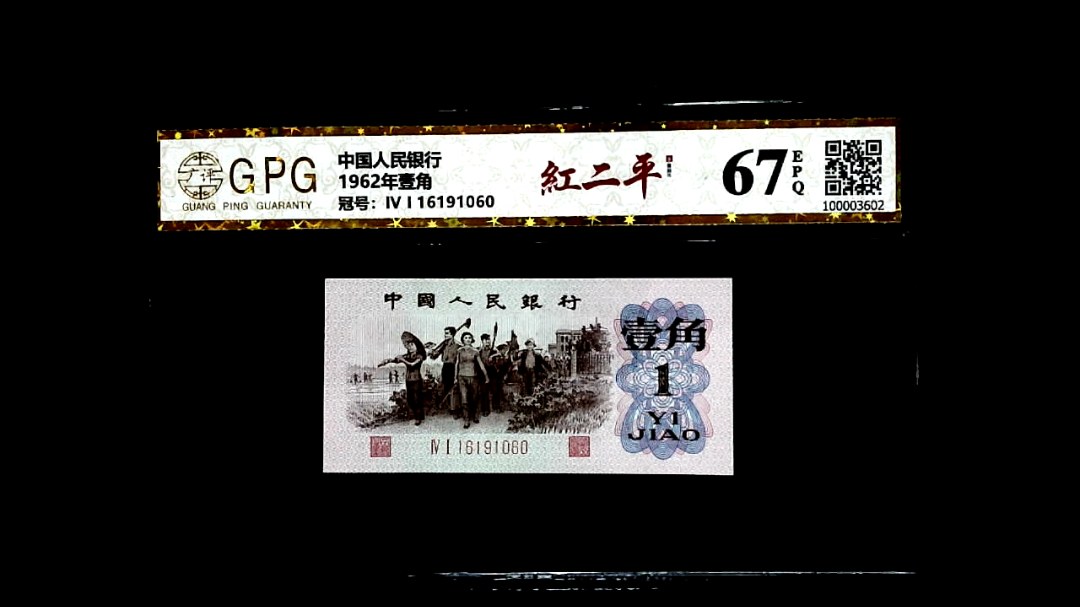 GPG
GUANG PING GUARANTY
中国人民银行
1962年壹角
冠号：IV I 16191060
紅二平
67 EPQ
100003602
中國人民銀行
壹角
1
YI
JIAO
IV I 16191060